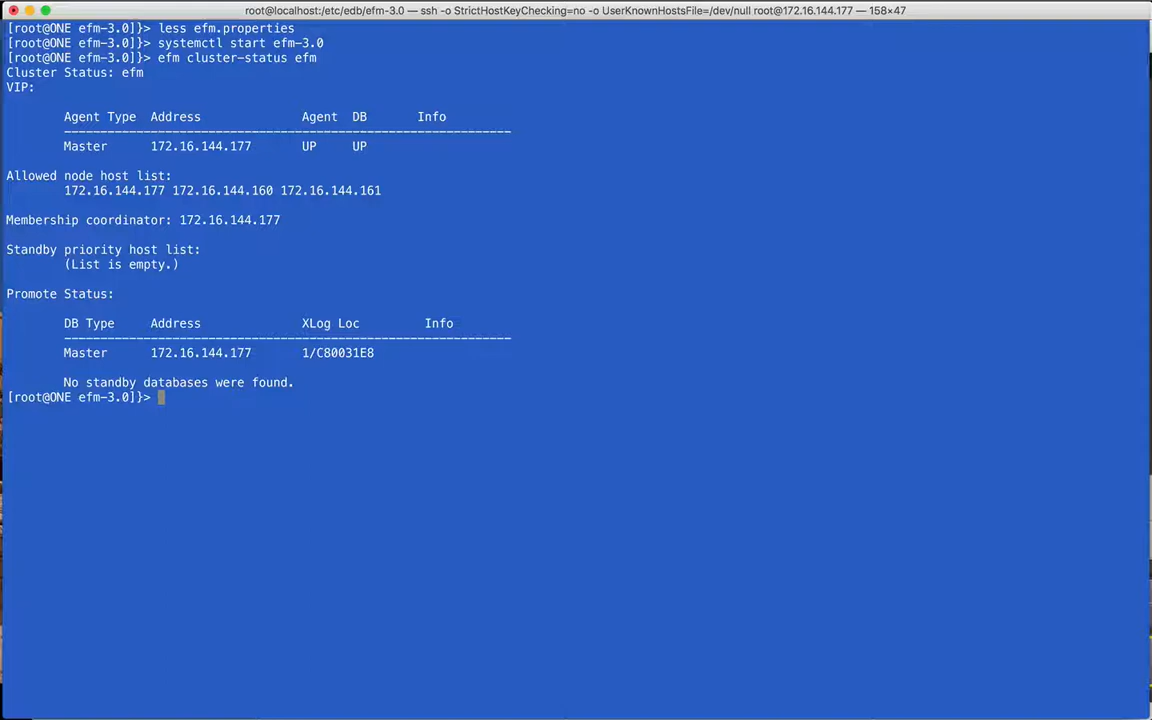 root@localhost:/etc/edb/efm-3.0 — ssh -o StrictHostKeyChecking=no -o UserKnownHostsFile=/dev/null root@172.16.144.177 — 158×47
[root@ONE efm-3.0]}> less efm.properties
[root@ONE efm-3.0]}> systemctl start efm-3.0
[root@ONE efm-3.0]}> efm cluster-status efm
Cluster Status: efm
VIP:
Agent Type  Address              Agent  DB       Info
--------------------------------------------------------------
Master      172.16.144.177       UP     UP
Allowed node host list:
172.16.144.177 172.16.144.160 172.16.144.161
Membership coordinator: 172.16.144.177
Standby priority host list:
(List is empty.)
Promote Status:
DB Type     Address              XLog Loc         Info
--------------------------------------------------------------
Master      172.16.144.177       1/C80031E8
No standby databases were found.
[root@ONE efm-3.0]}>